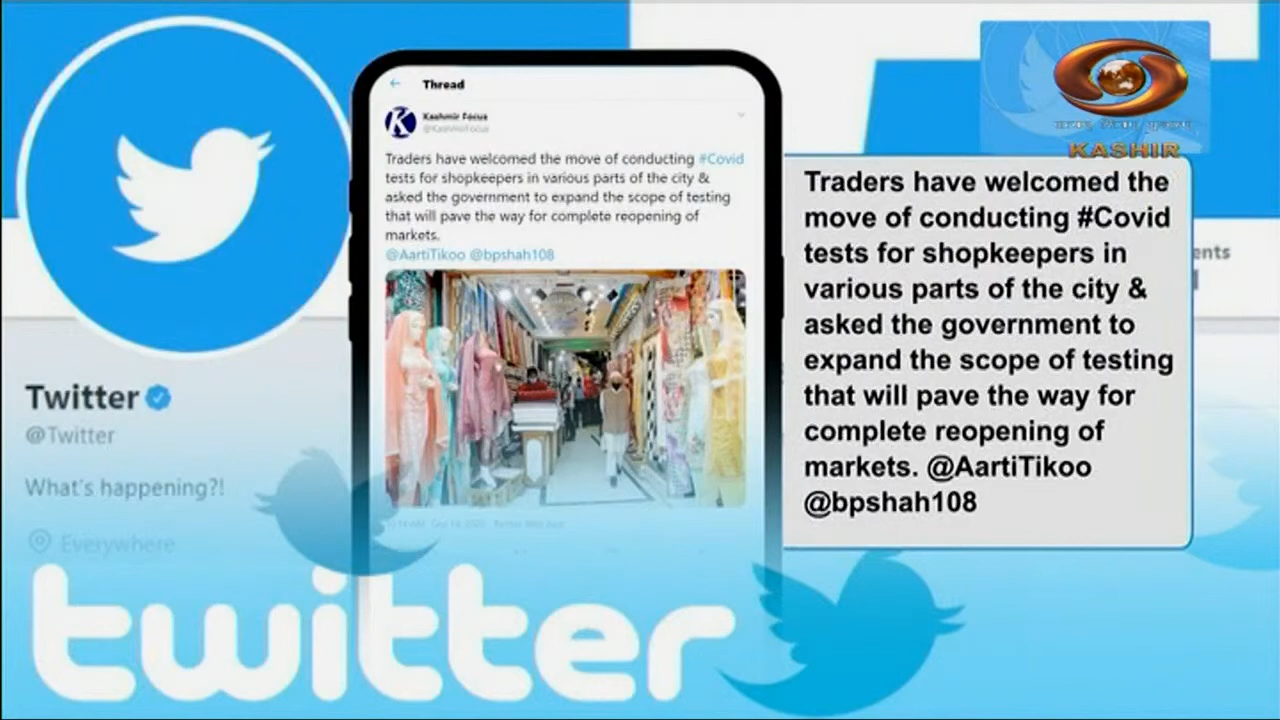 Thread
Kashmir Focus
@KashmirFocus
Traders have welcomed the move of conducting #Covid
tests for shopkeepers in various parts of the city &
asked the government to expand the scope of testing
that will pave the way for complete reopening of
markets.
@AartiTikoo @bpshah108
KASHIR
Traders have welcomed the
move of conducting #Covid
tests for shopkeepers in
various parts of the city &
asked the government to
expand the scope of testing
that will pave the way for
complete reopening of
markets. @AartiTikoo
@bpshah108
Twitter
@Twitter
What's happening?!
Everywhere
twitter